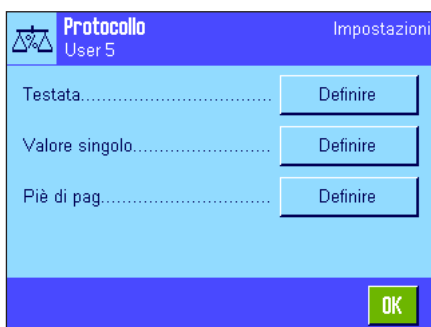 Protocollo Impostazioni
User 5
Testata................................... Definire
Valore singolo......................... Definire
Piè di pag............................... Definire
OK